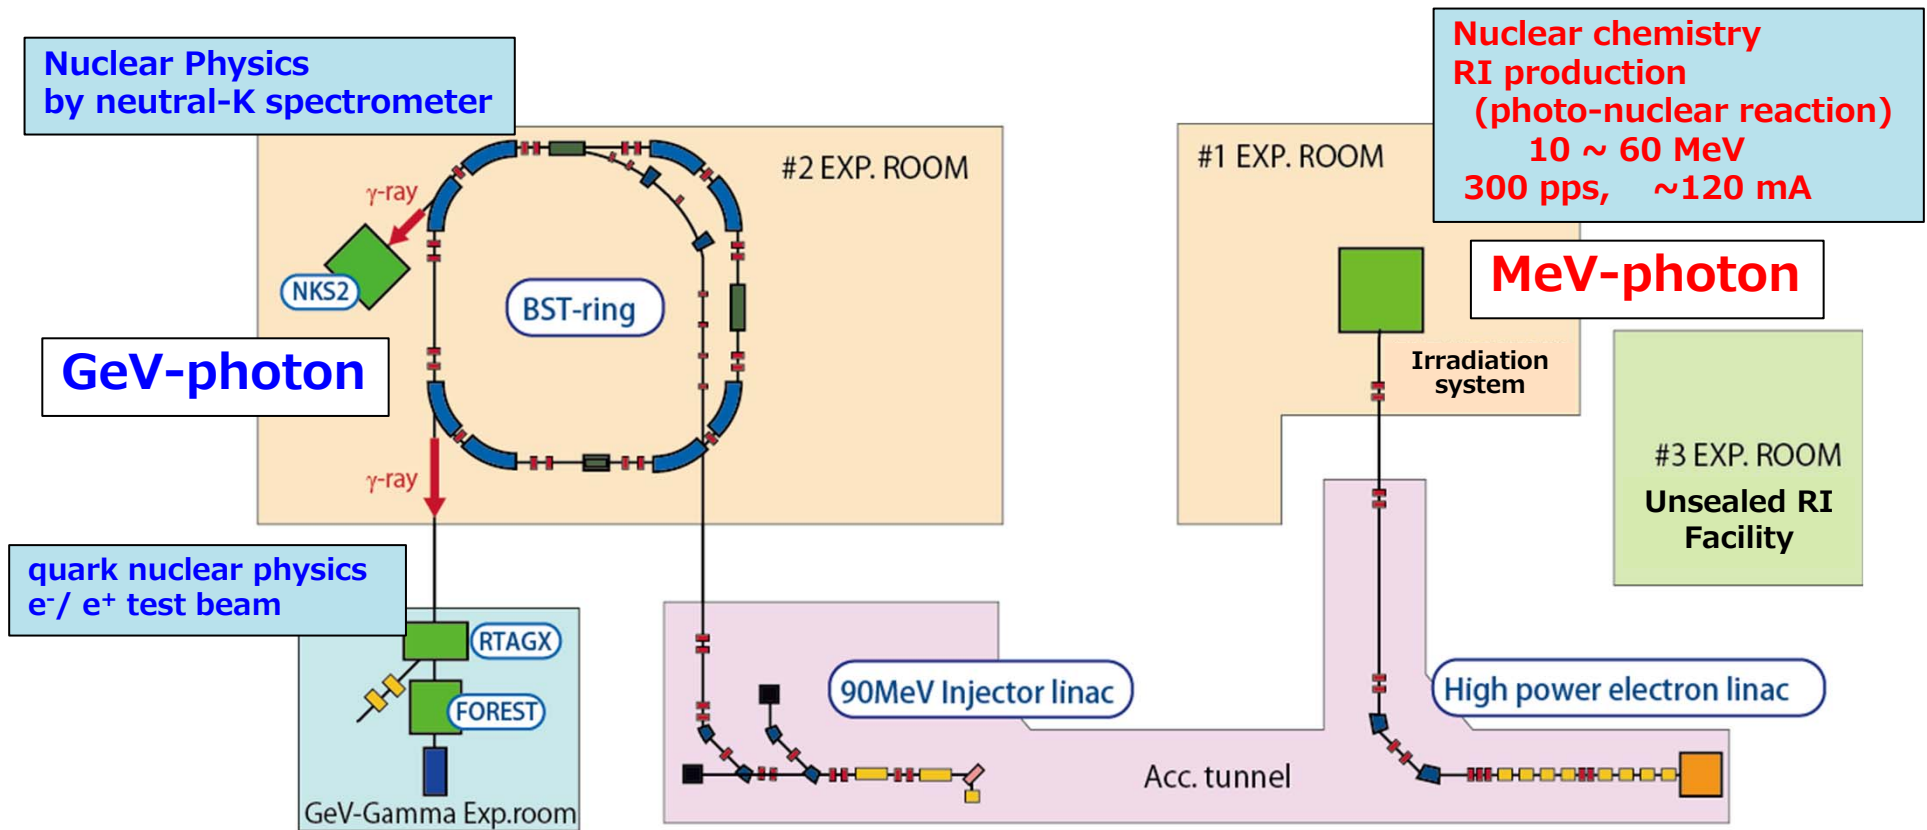 Nuclear Physics
by neutral-K spectrometer
#2 EXP. ROOM
γ-ray
NKS2
BST-ring
GeV-photon
γ-ray
quark nuclear physics
e-/ e+ test beam
RTAGX
FOREST
GeV-Gamma Exp.room
90MeV Injector linac
Acc. tunnel
High power electron linac
#1 EXP. ROOM
Nuclear chemistry
RI production
(photo-nuclear reaction)
10 ~ 60 MeV
300 pps, ~120 mA
MeV-photon
Irradiation
system
#3 EXP. ROOM
Unsealed RI
Facility